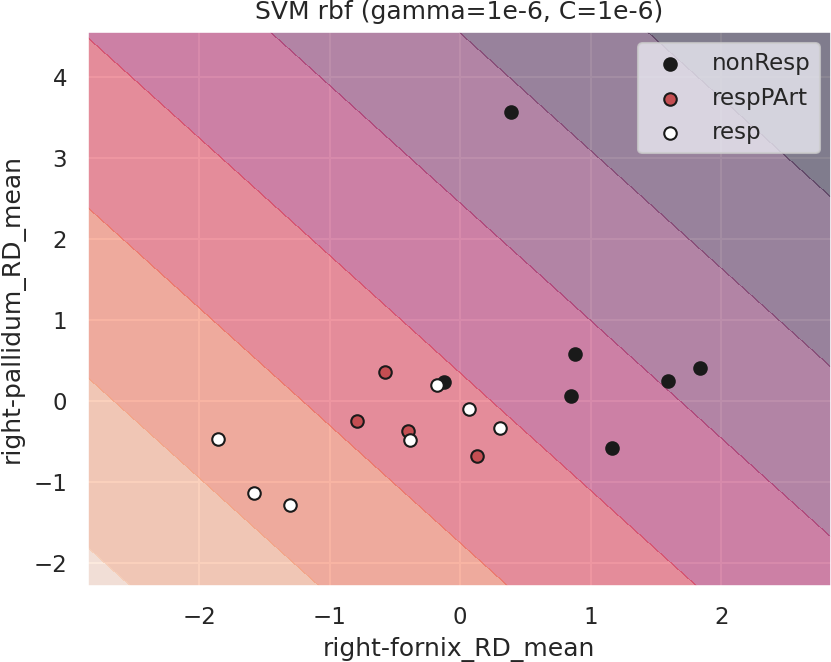 SVM rbf (gamma=1e-6, C=1e-6)
nonResp
respPArt
resp
right-pallidum_RD_mean
4
3
2
1
0
−1
−2
−2
−1
0
1
2
right-fornix_RD_mean